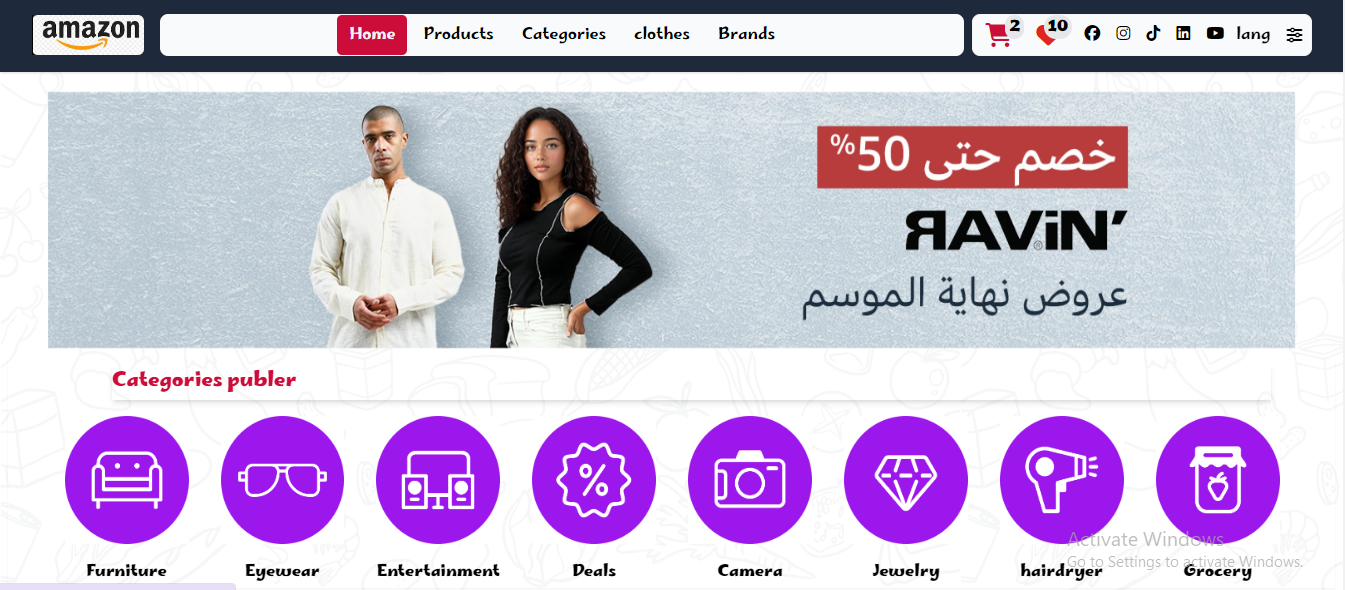 amazon
Home Products Categories clothes Brands
2 10 lang
خصم حتى 50%
RAViN’
عروض نهاية الموسم
Categories publer
Furniture Eyewear Entertainment Deals Camera Jewelry hairdryer Grocery
Activate Windows
Go to Settings to activate Windows.